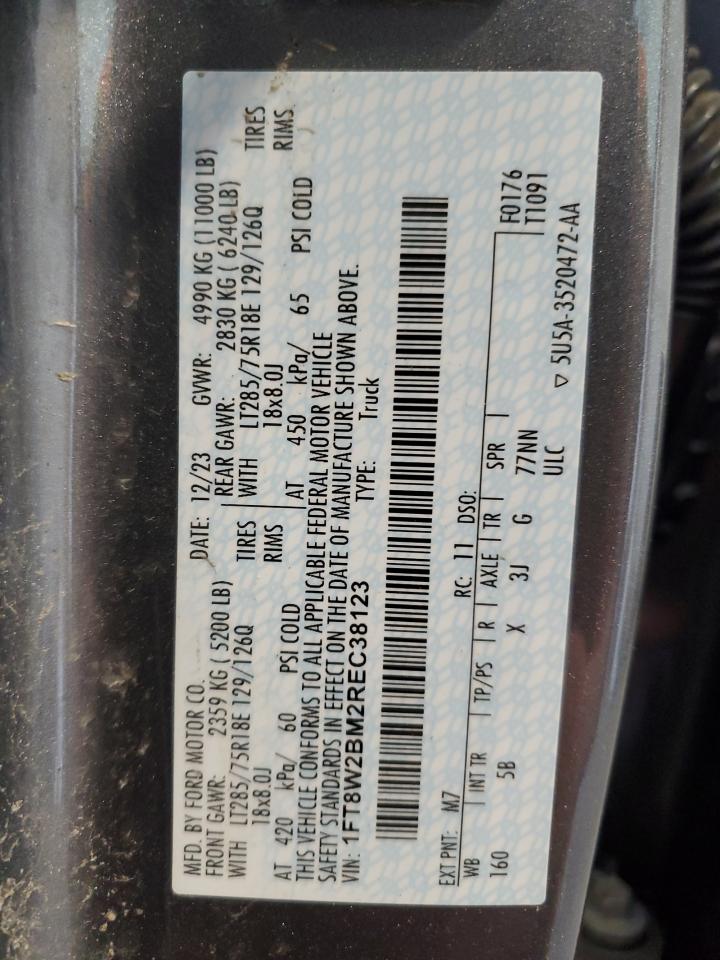 MFD. BY FORD MOTOR CO.
DATE: 12/23 GVWR: 4990 KG (11000 LB)
FRONT GAWR: 2359 KG ( 5200 LB) REAR GAWR: 2830 KG ( 6240 LB)
WITH LT285/75R18E 129/126Q TIRES WITH LT285/75R18E 129/126Q TIRES
18x8.0J RIMS 18x8.0J RIMS
AT 420 kPa/ 60 PSI COLD AT 450 kPa/ 65 PSI COLD
THIS VEHICLE CONFORMS TO ALL APPLICABLE FEDERAL MOTOR VEHICLE
SAFETY STANDARDS IN EFFECT ON THE DATE OF MANUFACTURE SHOWN ABOVE.
VIN: 1FT8W2BM2REC38123 TYPE: Truck
EXT PNT: M7 RC: 11 DSO: F0176
WB INT TR TP/PS R AXLE TR SPR T1091
160 5B X 3J G 77NN
ULC ▽ 5U5A-3520472-AA